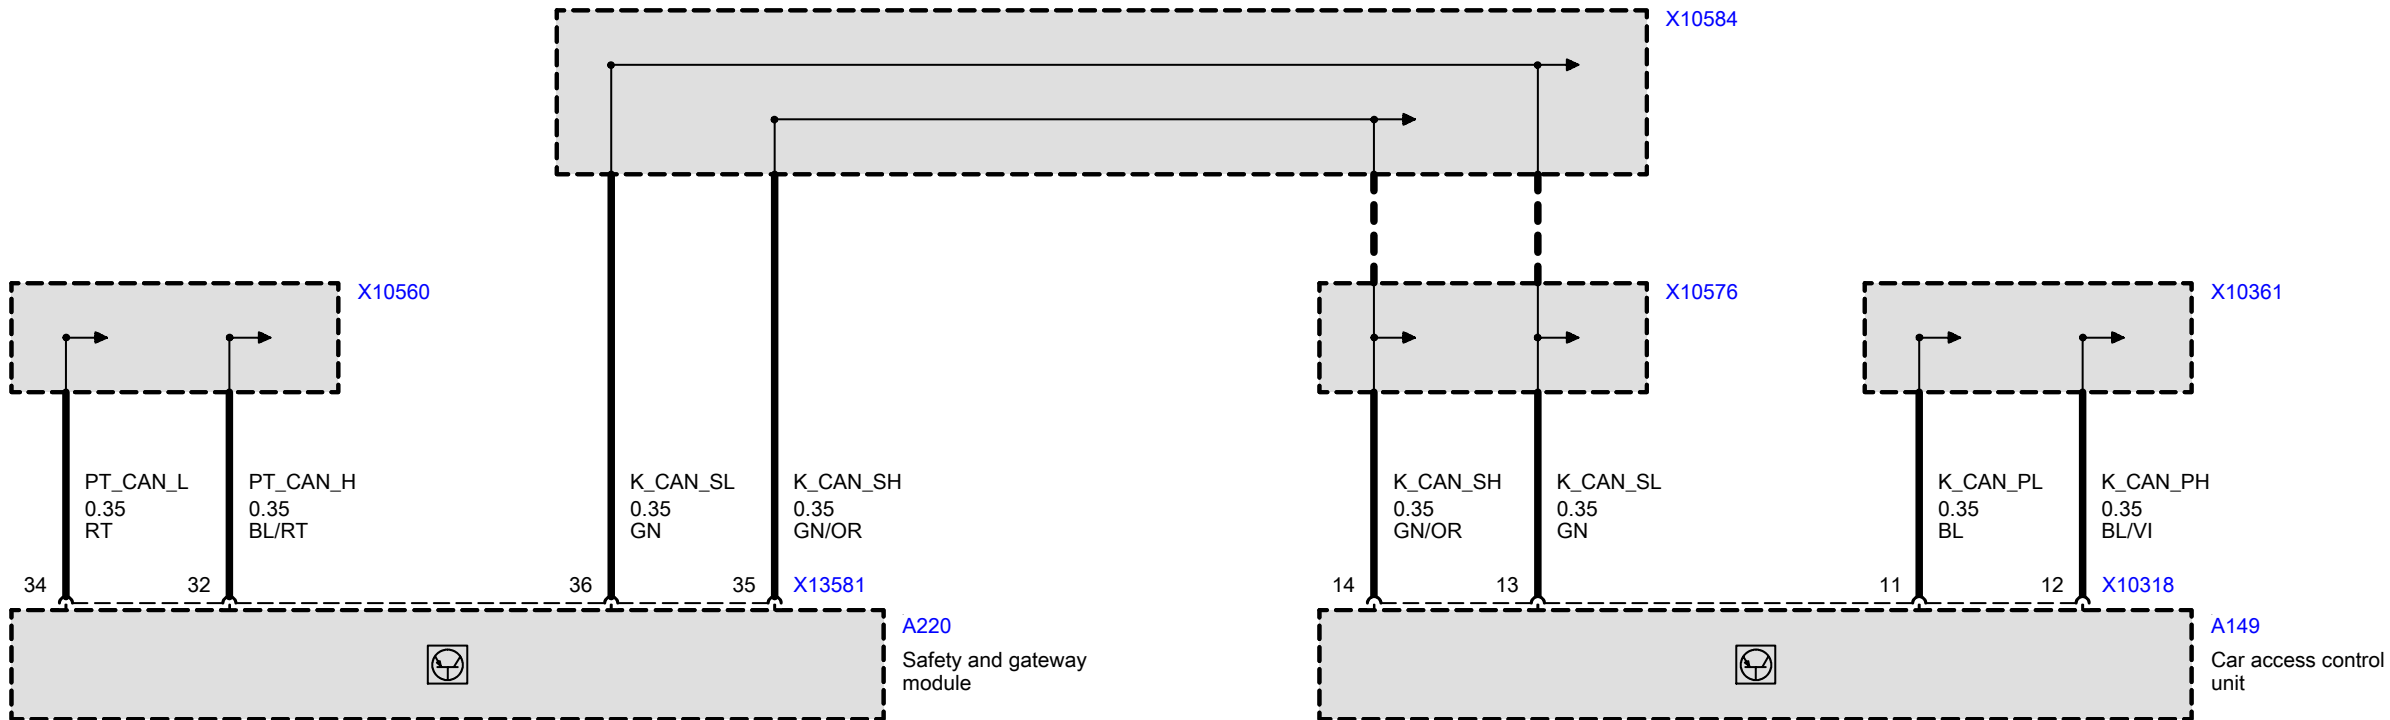 X10584
X10560
X10576
X10361
PT_CAN_L
0.35
RT
PT_CAN_H
0.35
BL/RT
K_CAN_SL
0.35
GN
K_CAN_SH
0.35
GN/OR
K_CAN_SH
0.35
GN/OR
K_CAN_SL
0.35
GN
K_CAN_PL
0.35
BL
K_CAN_PH
0.35
BL/VI
34
32
36
35
X13581
14
13
11
12
X10318
A220
Safety and gateway
module
A149
Car access control
unit